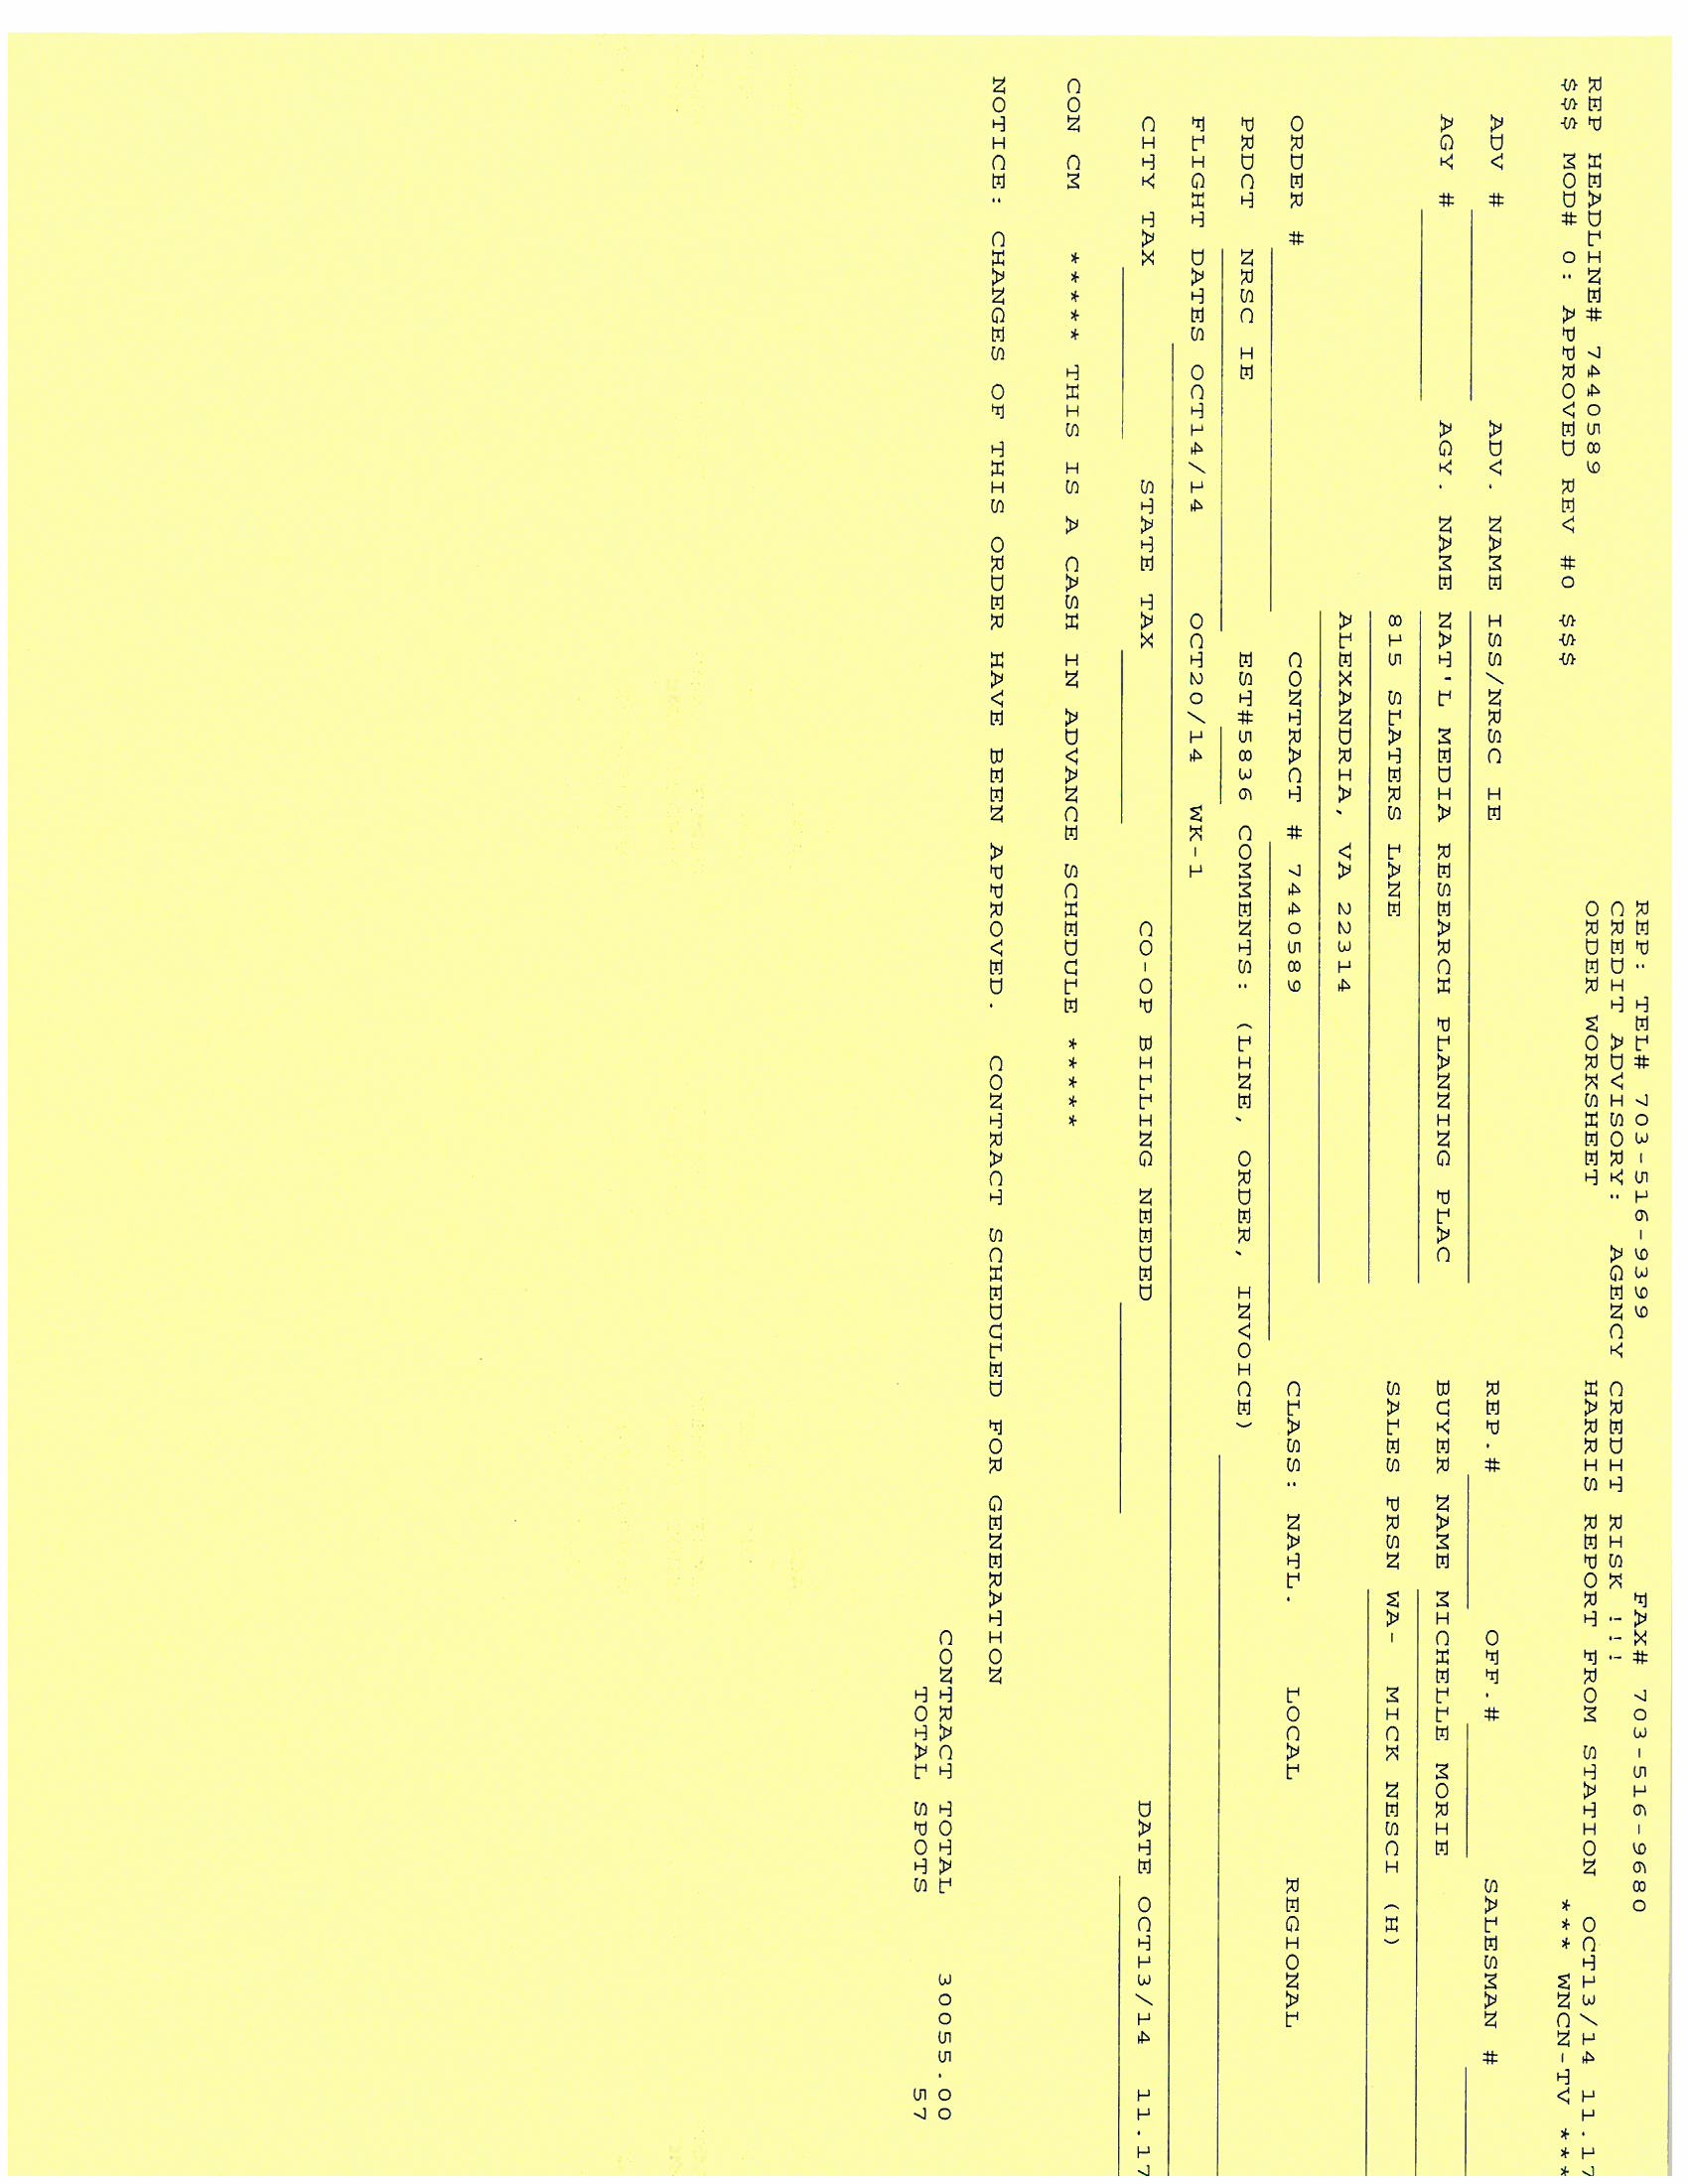 REP: TEL# 703-516-9399 FAX# 703-516-9680
CREDIT ADVISORY: AGENCY CREDIT RISK !!!
REP HEADLINE# 7440589 ORDER WORKSHEET HARRIS REPORT FROM STATION OCT13/14 11.17
$$$ MOD# 0: APPROVED REV #0 $$$ *** WNCN-TV ***
ADV # ADV. NAME ISS/NRSC IE REP.# OFF.# SALESMAN #
AGY # AGY. NAME NAT'L MEDIA RESEARCH PLANNING PLAC BUYER NAME MICHELLE MORIE
815 SLATERS LANE SALES PRSN WA- MICK NESCI (H)
ALEXANDRIA, VA 22314
ORDER # CONTRACT # 7440589 CLASS: NATL. LOCAL REGIONAL
PRDCT NRSC IE EST#5836 COMMENTS: (LINE, ORDER, INVOICE)
FLIGHT DATES OCT14/14 OCT20/14 WK-1
CITY TAX STATE TAX CO-OP BILLING NEEDED DATE OCT13/14 11.17
CON CM ***** THIS IS A CASH IN ADVANCE SCHEDULE *****
NOTICE: CHANGES OF THIS ORDER HAVE BEEN APPROVED. CONTRACT SCHEDULED FOR GENERATION
CONTRACT TOTAL 30055.00
TOTAL SPOTS 57